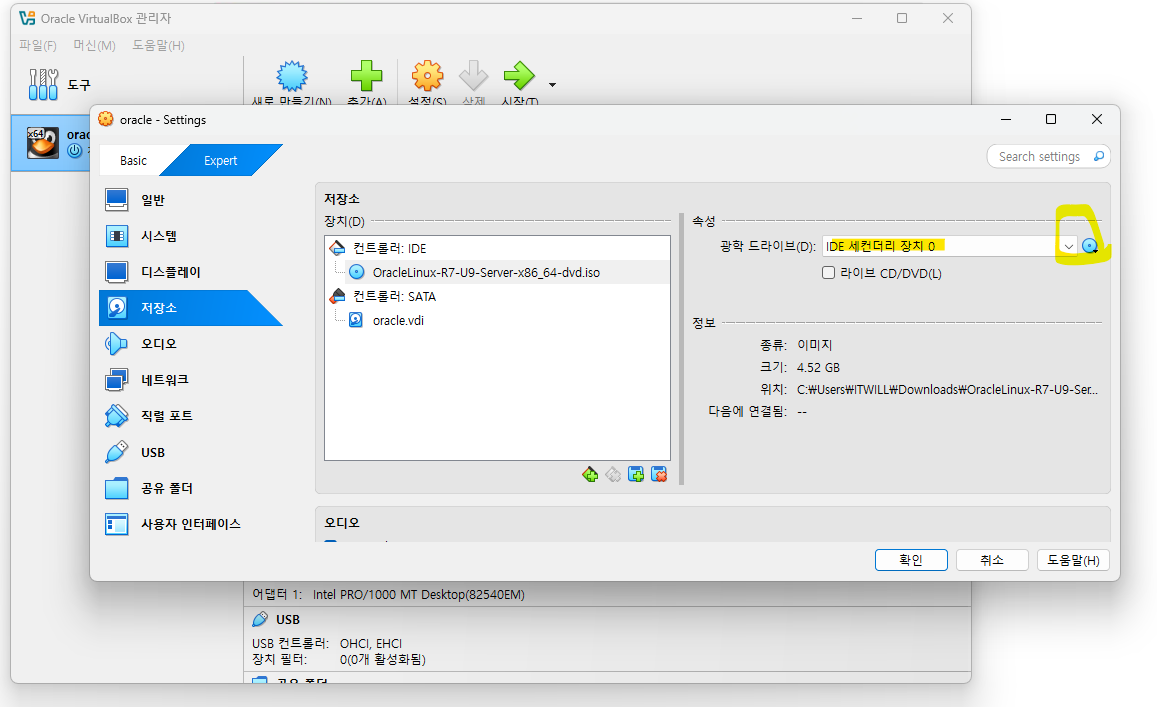 Oracle VirtualBox 관리자
파일(F) 머신(M) 도움말(H)
도구
새로 만들기(N) 추가(A) 설정(S) 삭제 시작(T)
x64
oracle - Settings
Basic Expert Search settings
일반
시스템
디스플레이
저장소
오디오
네트워크
직렬 포트
USB
공유 폴더
사용자 인터페이스
저장소
장치(D)
컨트롤러: IDE
OracleLinux-R7-U9-Server-x86_64-dvd.iso
컨트롤러: SATA
oracle.vdi
속성
광학 드라이브(D): IDE 세컨더리 장치 0
라이브 CD/DVD(L)
정보
종류: 이미지
크기: 4.52 GB
위치: C:₩Users₩ITWILL₩Downloads₩OracleLinux-R7-U9-Ser...
다음에 연결됨: --
오디오
확인 취소 도움말(H)
어댑터 1: Intel PRO/1000 MT Desktop(82540EM)
USB
USB 컨트롤러: OHCI, EHCI
장치 필터: 0(0개 활성화됨)
공유 폴더